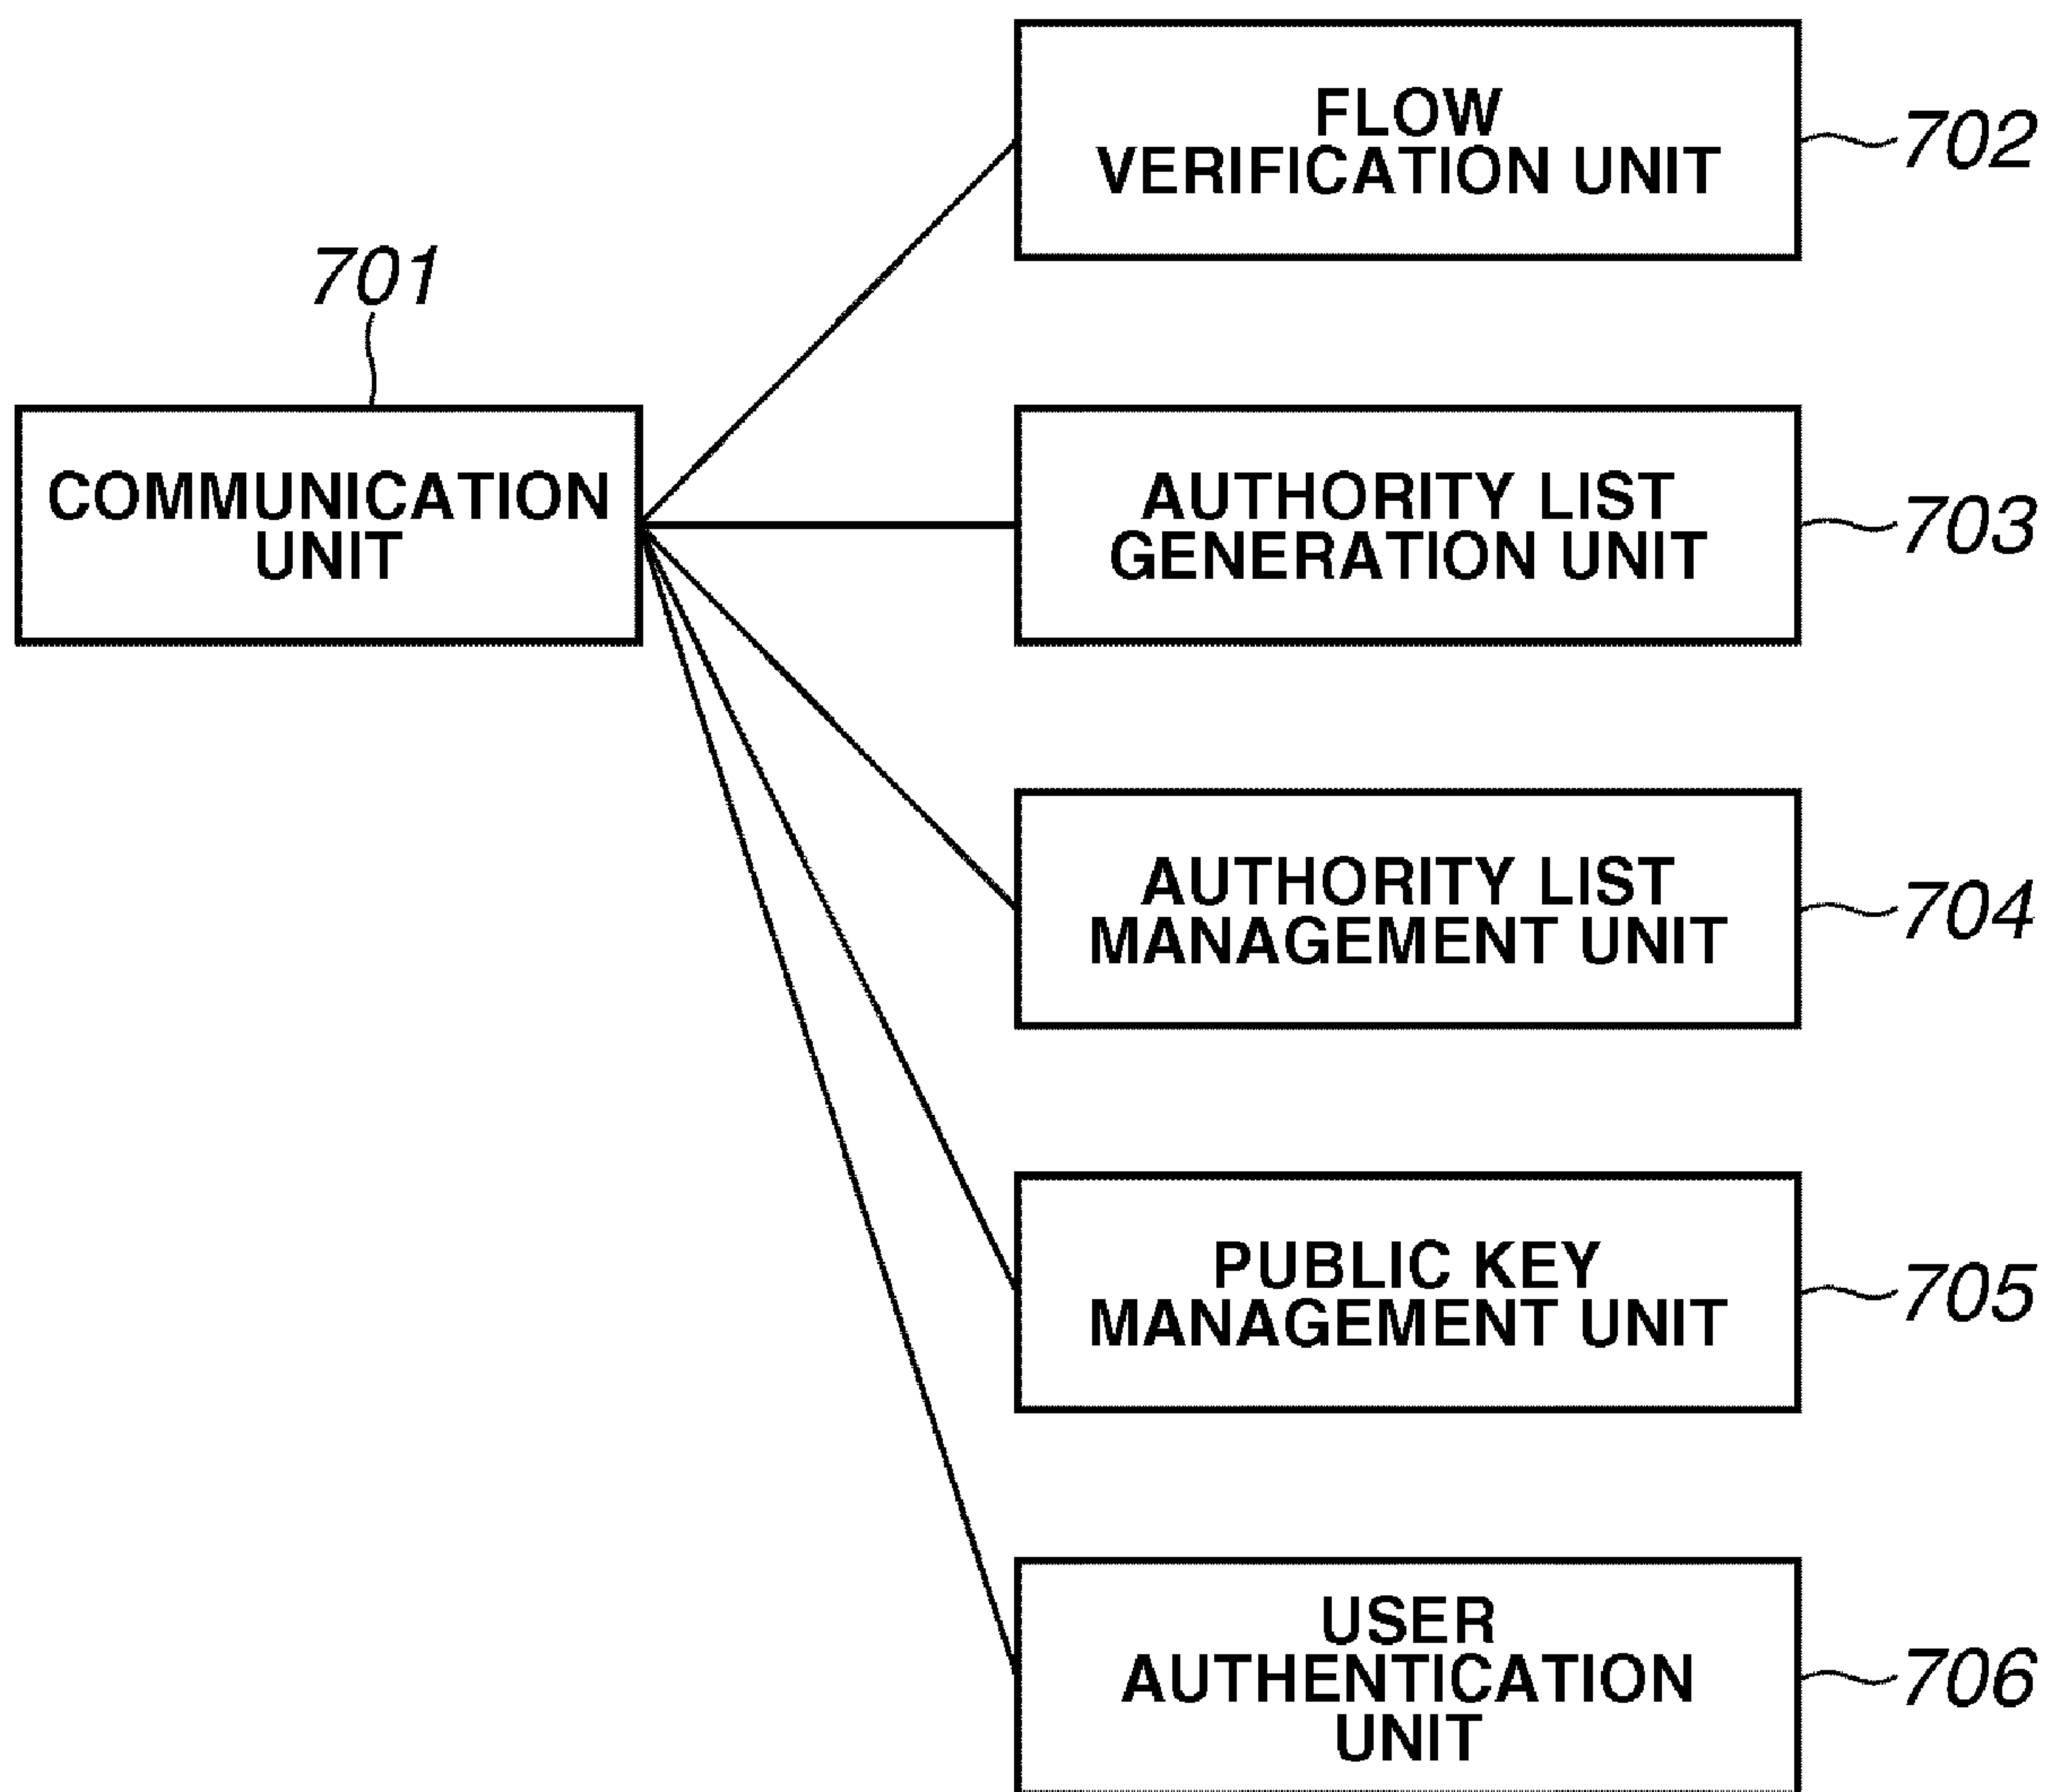 FLOW
VERIFICATION UNIT
702
701
COMMUNICATION
UNIT
AUTHORITY LIST
GENERATION UNIT
703
AUTHORITY LIST
MANAGEMENT UNIT
704
PUBLIC KEY
MANAGEMENT UNIT
705
USER
AUTHENTICATION
UNIT
706